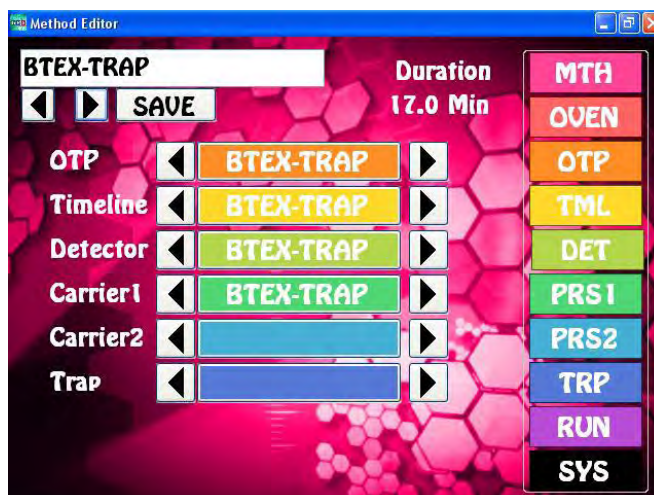 Method Editor
BTEX-TRAP
Duration
SAVE
17.0 Min
OTP BTEX-TRAP
Timeline BTEX-TRAP
Detector BTEX-TRAP
Carrier1 BTEX-TRAP
Carrier2
Trap
MTH
OVEN
OTP
TML
DET
PRS1
PRS2
TRP
RUN
SYS